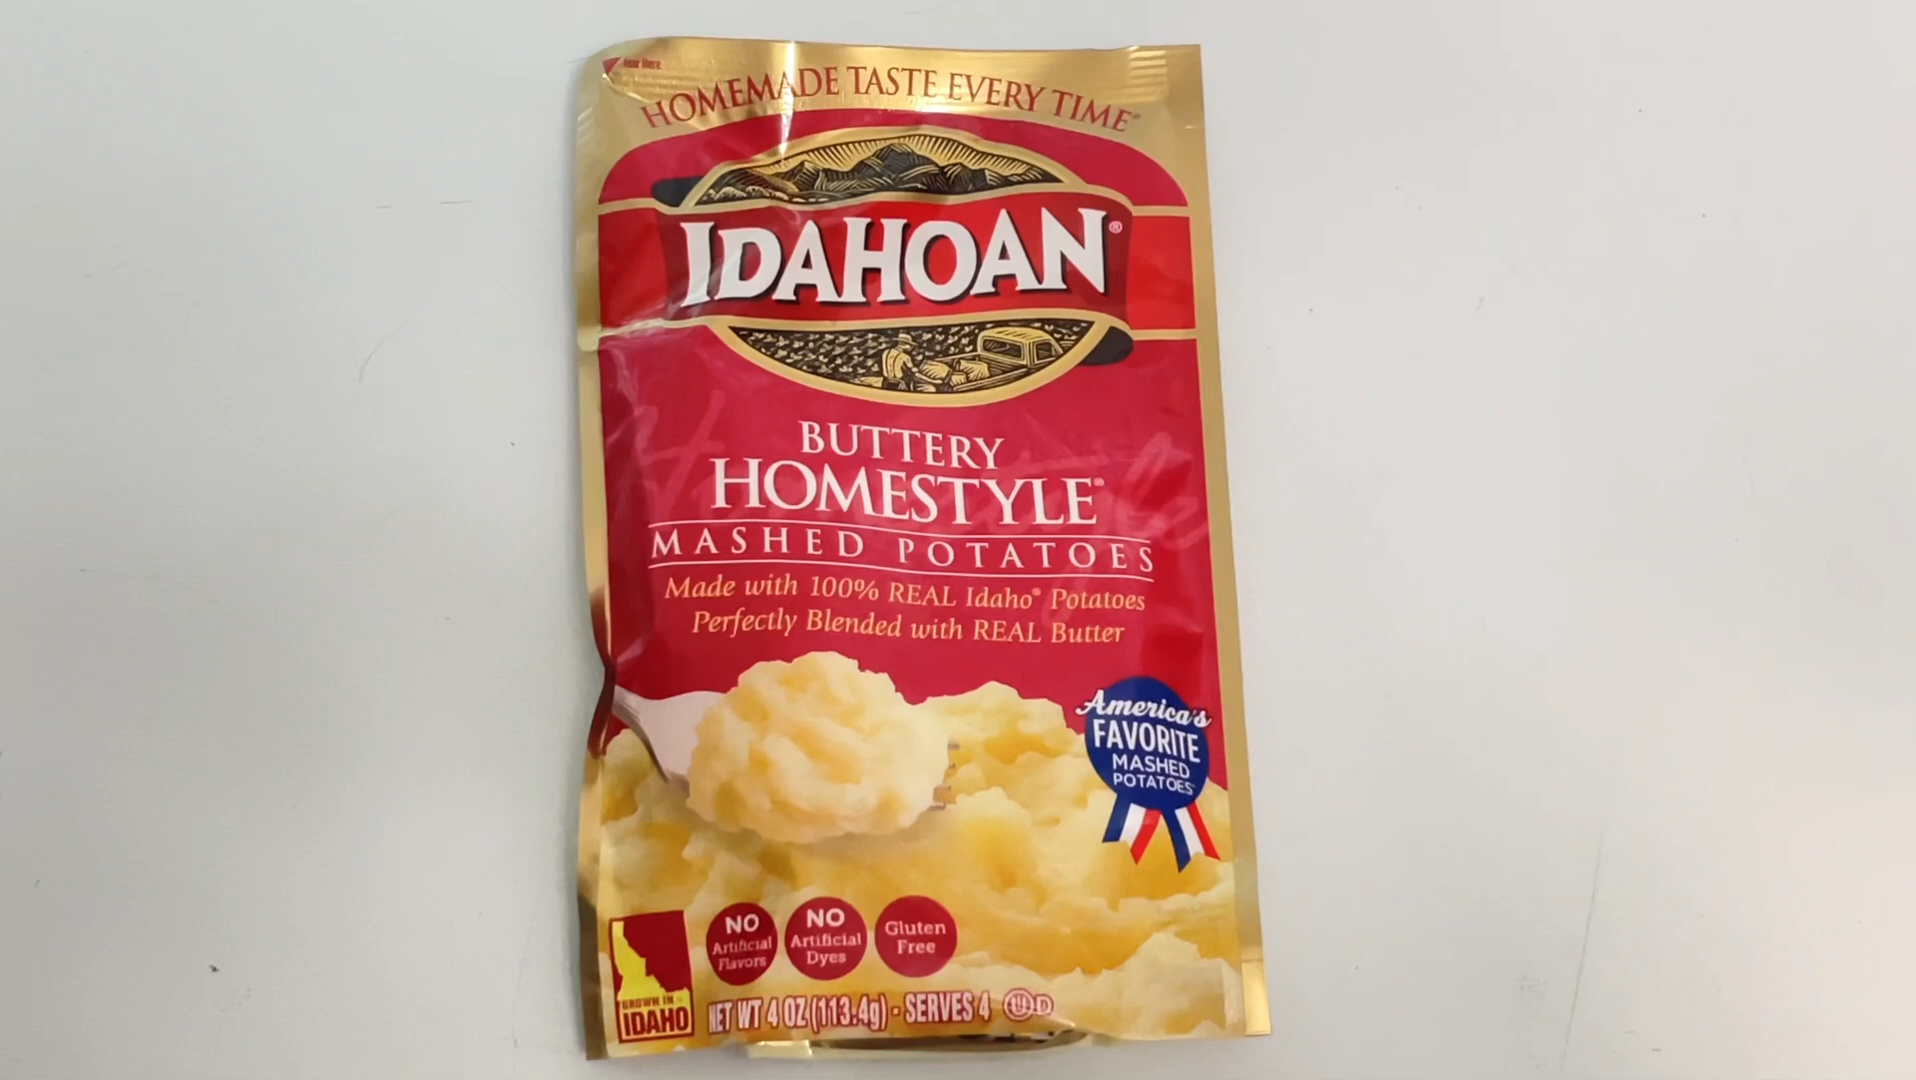 Tear Here
HOMEMADE TASTE EVERY TIME®
IDAHOAN®
BUTTERY
HOMESTYLE®
MASHED POTATOES
Made with 100% REAL Idaho® Potatoes
Perfectly Blended with REAL Butter
America's
FAVORITE
MASHED
POTATOES
NO
Artificial
Flavors
NO
Artificial
Dyes
Gluten
Free
GROWN IN
IDAHO
NET WT 4 OZ (113.4g) - SERVES 4 U D